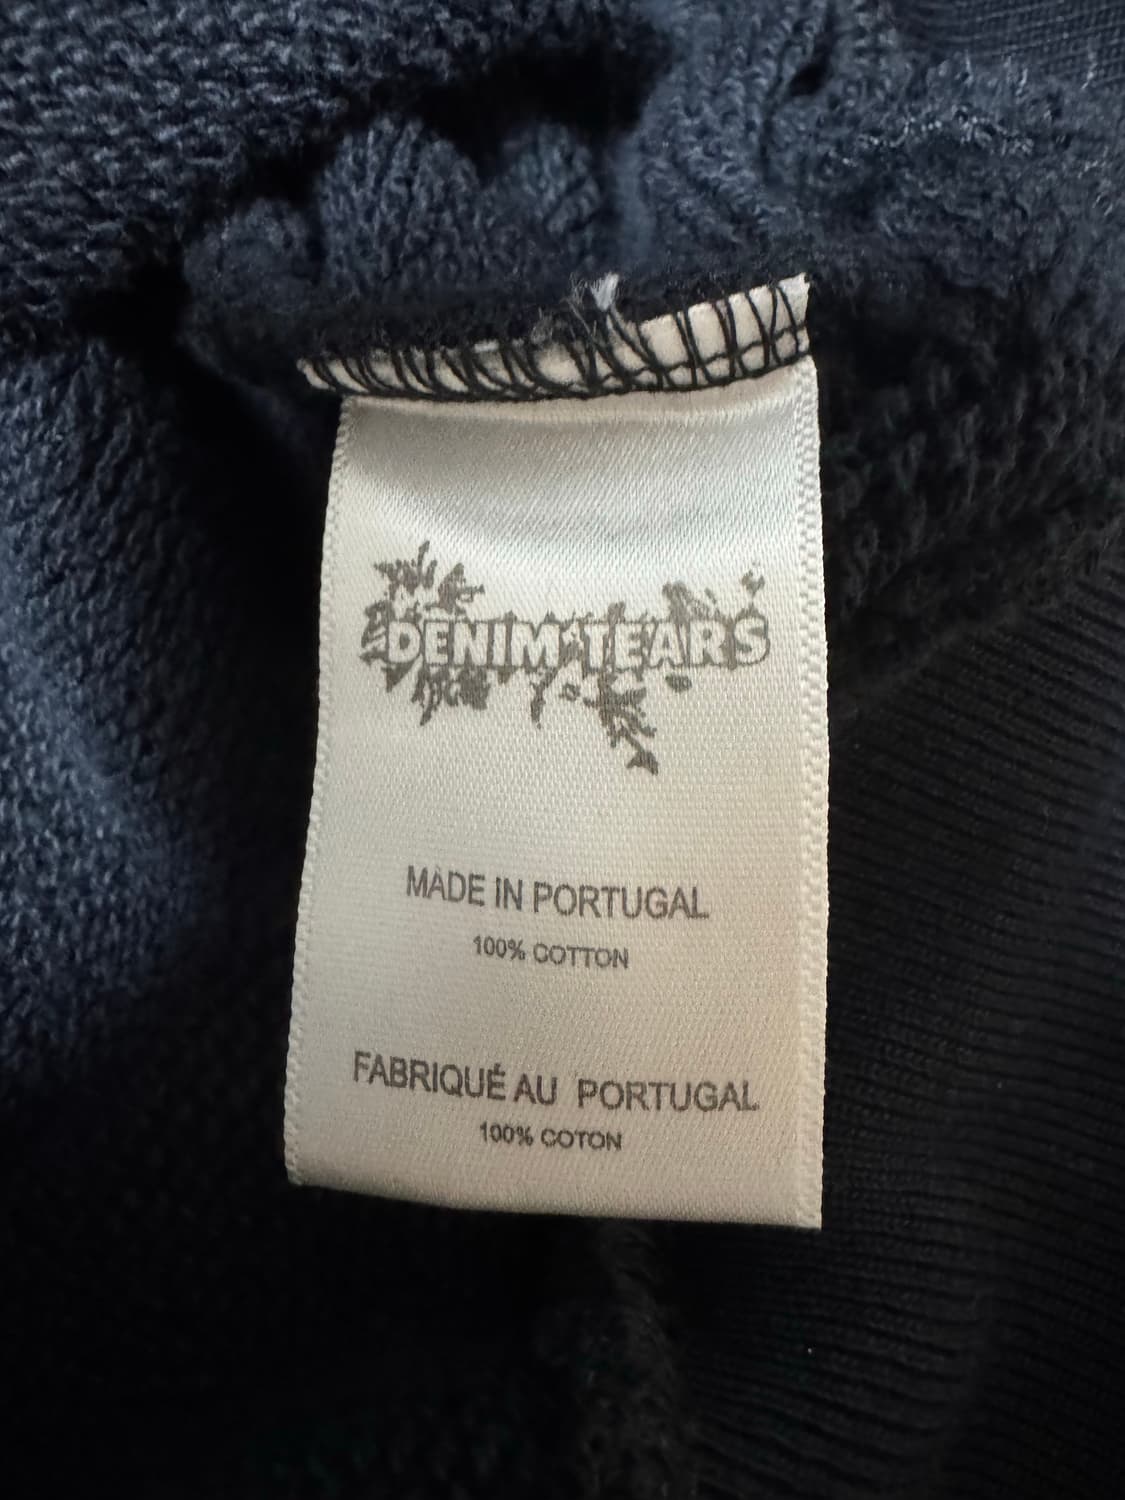 DENIM TEARS
MADE IN PORTUGAL
100% COTTON
FABRIQUÉ AU PORTUGAL
100% COTON